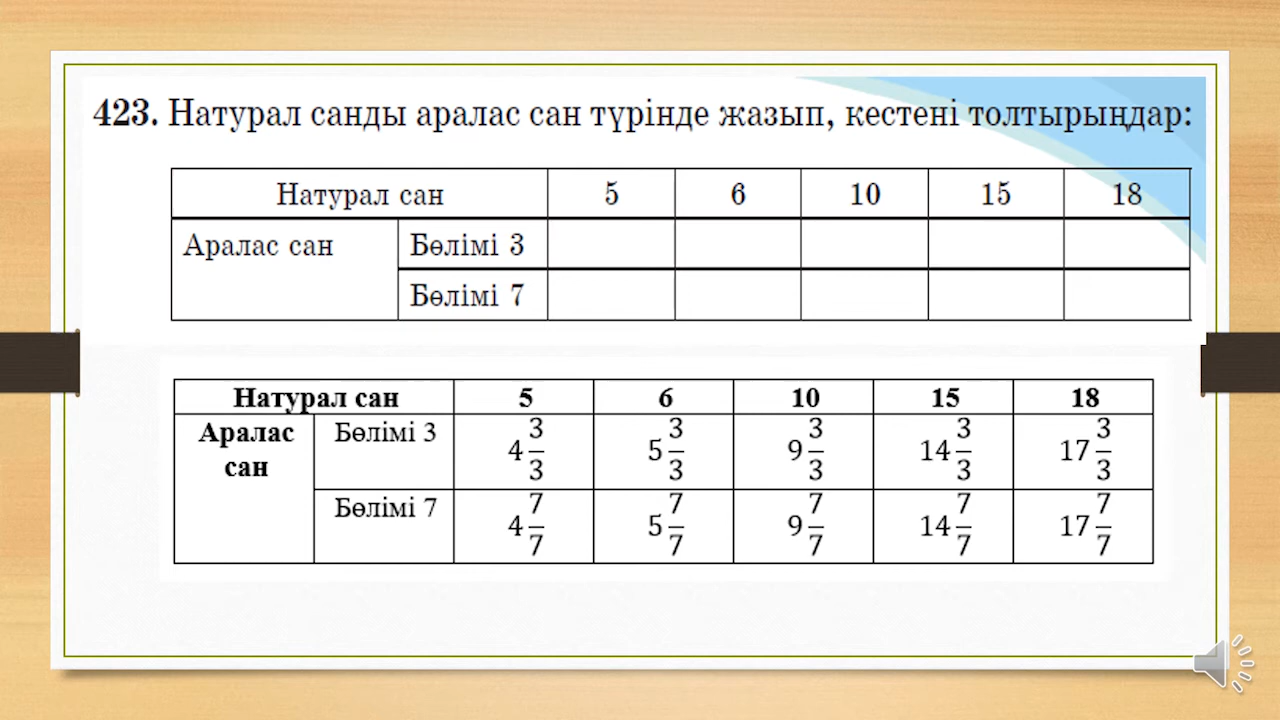 423. Натурал санды аралас сан түрінде жазып, кестені толтырыңдар:
Натурал сан 5 6 10 15 18
Аралас сан Бөлімі 3
Бөлімі 7
Натурал сан 5 6 10 15 18
Аралас сан Бөлімі 3 4 3/3 5 3/3 9 3/3 14 3/3 17 3/3
Бөлімі 7 4 7/7 5 7/7 9 7/7 14 7/7 17 7/7